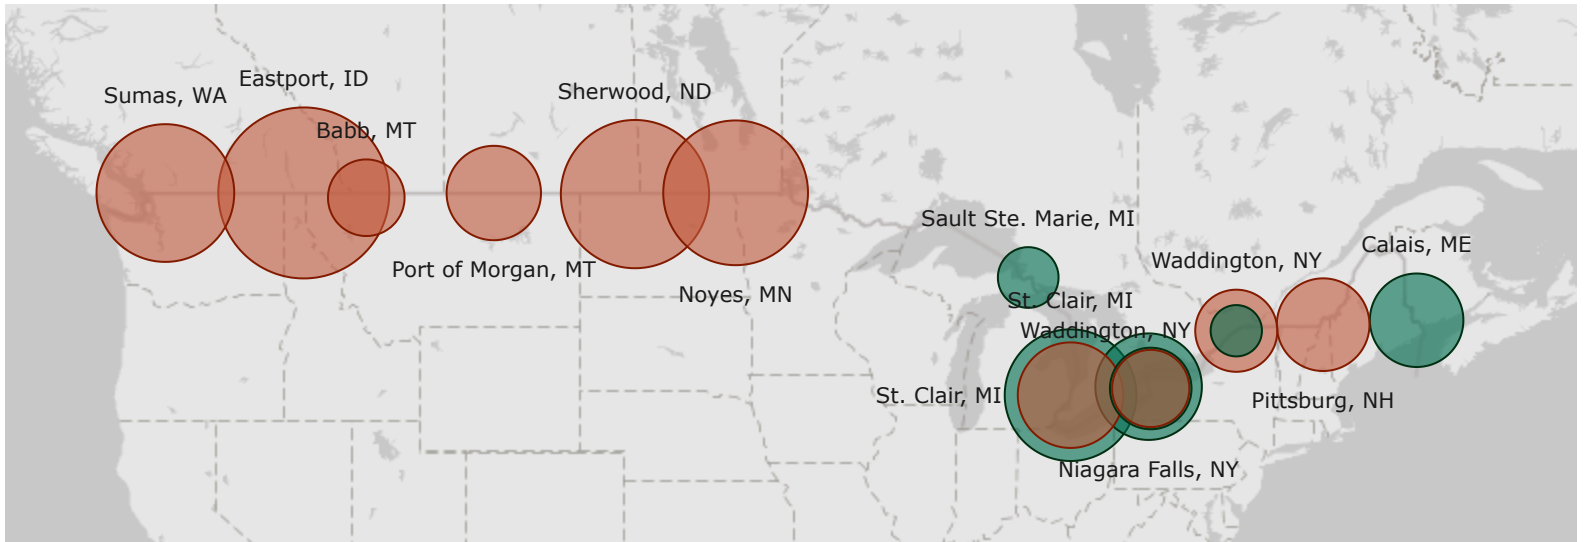 Eastport, ID
Sumas, WA
Sherwood, ND
Babb, MT
Sault Ste. Marie, MI
Calais, ME
Waddington, NY
Port of Morgan, MT
Noyes, MN
St. Clair, MI
Waddington, NY
St. Clair, MI
Pittsburg, NH
Niagara Falls, NY